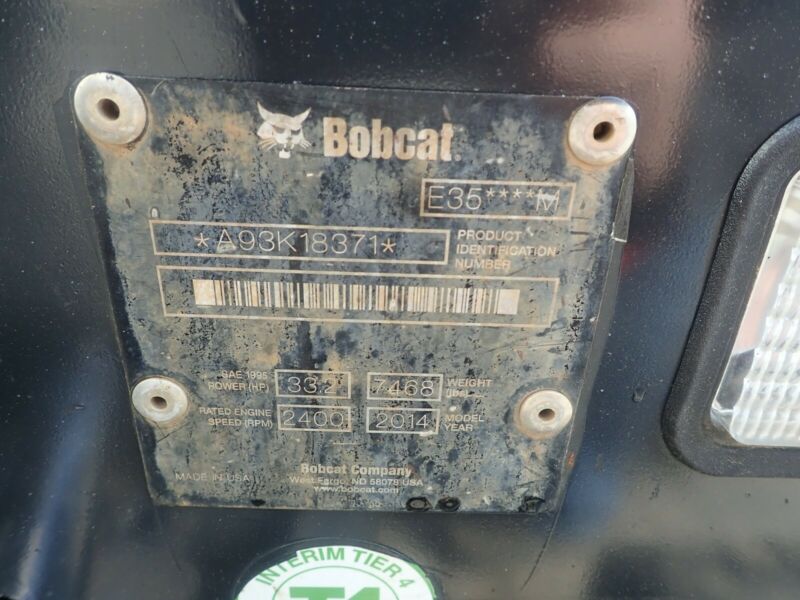 Bobcat
E35****M
*A93K18371*
PRODUCT
IDENTIFICATION
NUMBER
SAE 1995
POWER (HP)
33.2
7468
WEIGHT
(lbs)
RATED ENGINE
SPEED (RPM)
2400
2014
MODEL
YEAR
MADE IN USA
Bobcat Company
West Fargo, ND 58078 USA
www.bobcat.com
INTERIM TIER 4
T4